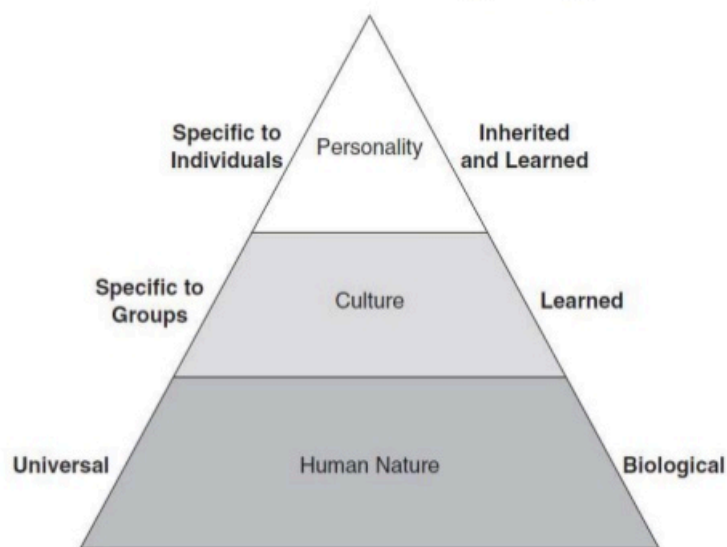 Specific to
Individuals
Personality
Inherited
and Learned
Specific to
Groups
Culture
Learned
Universal
Human Nature
Biological